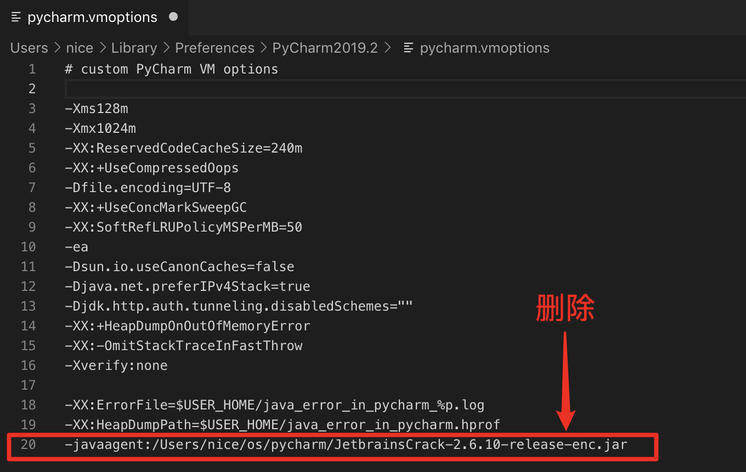 pycharm.vmoptions
Users > nice > Library > Preferences > PyCharm2019.2 > pycharm.vmoptions
1 # custom PyCharm VM options
2
3 -Xms128m
4 -Xmx1024m
5 -XX:ReservedCodeCacheSize=240m
6 -XX:+UseCompressedOops
7 -Dfile.encoding=UTF-8
8 -XX:+UseConcMarkSweepGC
9 -XX:SoftRefLRUPolicyMSPerMB=50
10 -ea
11 -Dsun.io.useCanonCaches=false
12 -Djava.net.preferIPv4Stack=true
13 -Djdk.http.auth.tunneling.disabledSchemes=""
14 -XX:+HeapDumpOnOutOfMemoryError
15 -XX:-OmitStackTraceInFastThrow
16 -Xverify:none
17
18 -XX:ErrorFile=$USER_HOME/java_error_in_pycharm_%p.log
19 -XX:HeapDumpPath=$USER_HOME/java_error_in_pycharm.hprof
20 -javaagent:/Users/nice/os/pycharm/JetbrainsCrack-2.6.10-release-enc.jar
删除